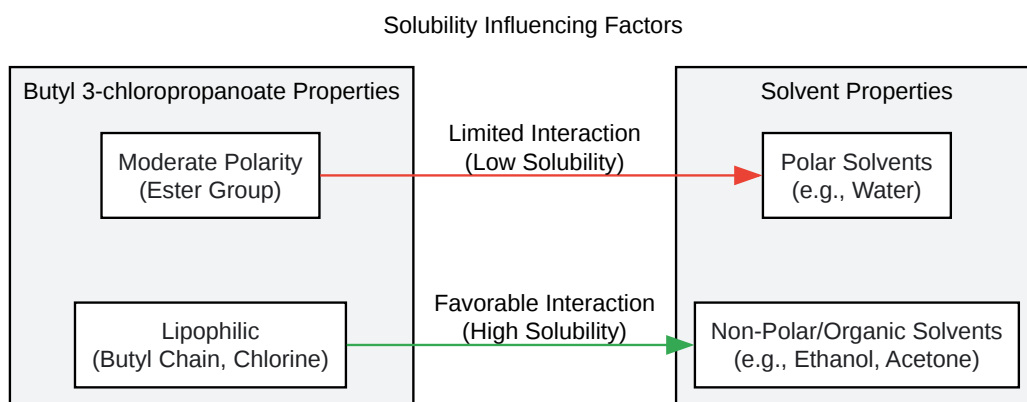 Solubility Influencing Factors
Butyl 3-chloropropanoate Properties
Solvent Properties
Moderate Polarity
(Ester Group)
Limited Interaction
(Low Solubility)
Polar Solvents
(e.g., Water)
Lipophilic
(Butyl Chain, Chlorine)
Favorable Interaction
(High Solubility)
Non-Polar/Organic Solvents
(e.g., Ethanol, Acetone)